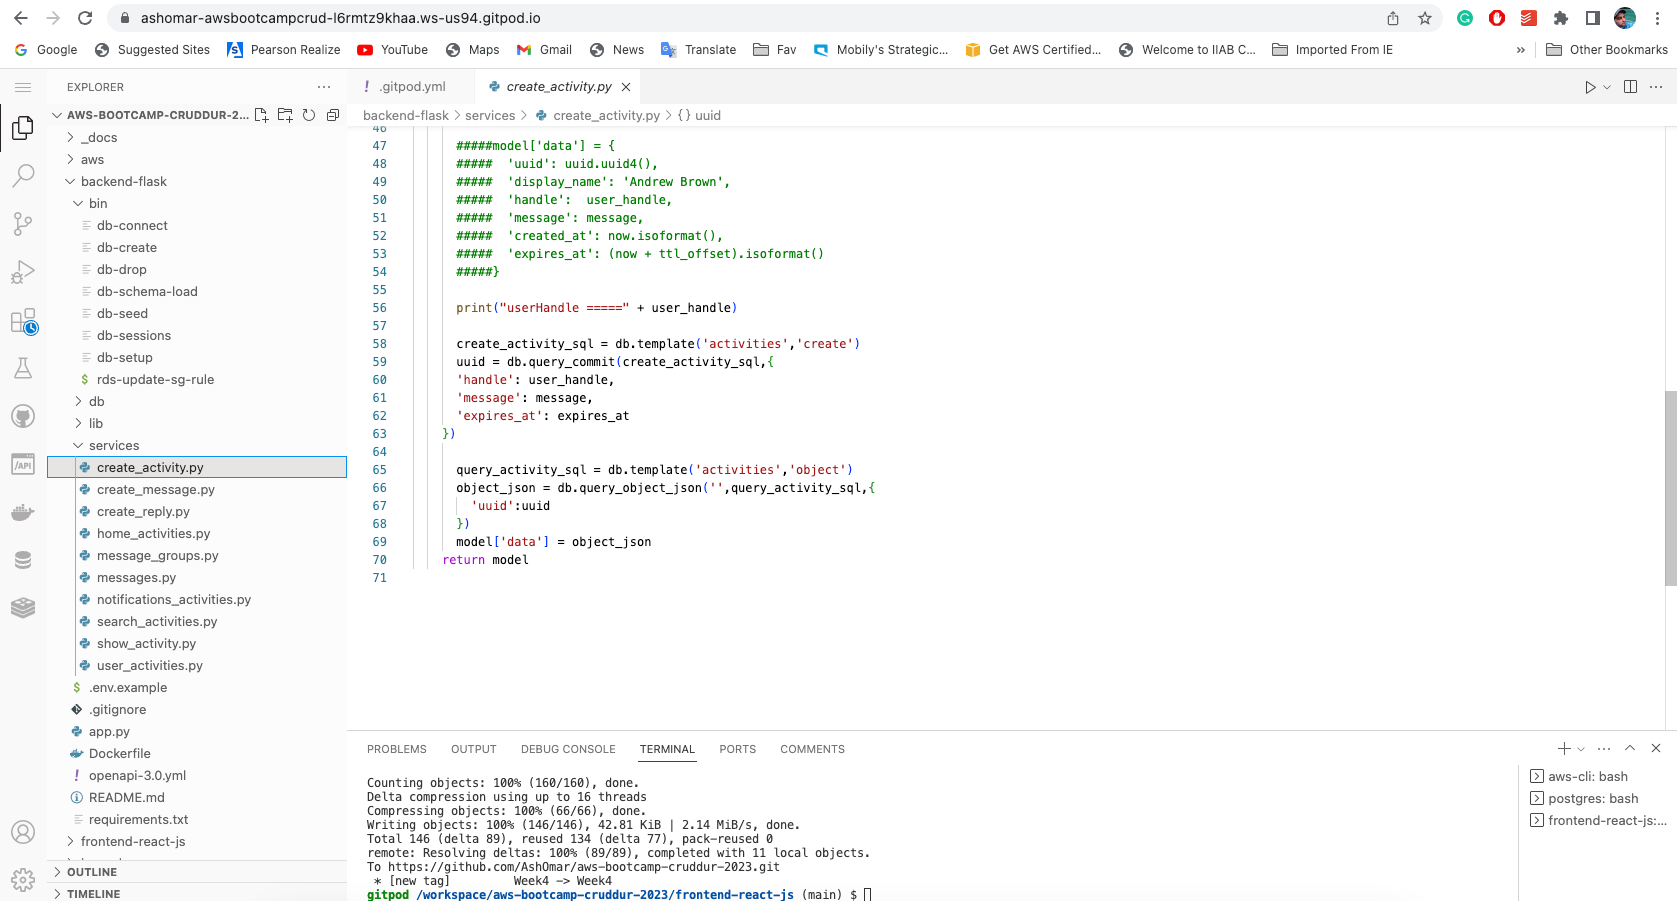 ashomar-awsbootcampcrud-l6rmtz9khaa.ws-us94.gitpod.io
Google
Suggested Sites
Pearson Realize
YouTube
Maps
Gmail
News
Translate
Fav
Mobily's Strategic...
Get AWS Certified...
Welcome to IIAB C...
Imported From IE
»
Other Bookmarks
EXPLORER
AWS-BOOTCAMP-CRUDDUR-2...
_docs
aws
backend-flask
bin
db-connect
db-create
db-drop
db-schema-load
db-seed
db-sessions
db-setup
$ rds-update-sg-rule
db
lib
services
create_activity.py
create_message.py
create_reply.py
home_activities.py
message_groups.py
messages.py
notifications_activities.py
search_activities.py
show_activity.py
user_activities.py
$ .env.example
.gitignore
app.py
Dockerfile
! openapi-3.0.yml
README.md
requirements.txt
frontend-react-js
OUTLINE
TIMELINE
! .gitpod.yml
create_activity.py
backend-flask > services > create_activity.py > {} uuid
46
47 #####model['data'] = {
48 #####  'uuid': uuid.uuid4(),
49 #####  'display_name': 'Andrew Brown',
50 #####  'handle':  user_handle,
51 #####  'message': message,
52 #####  'created_at': now.isoformat(),
53 #####  'expires_at': (now + ttl_offset).isoformat()
54 #####}
55
56 print("userHandle =====" + user_handle)
57
58 create_activity_sql = db.template('activities','create')
59 uuid = db.query_commit(create_activity_sql,{
60 'handle': user_handle,
61 'message': message,
62 'expires_at': expires_at
63 })
64
65 query_activity_sql = db.template('activities','object')
66 object_json = db.query_object_json('',query_activity_sql,{
67 'uuid':uuid
68 })
69 model['data'] = object_json
70 return model
71
PROBLEMS
OUTPUT
DEBUG CONSOLE
TERMINAL
PORTS
COMMENTS
Counting objects: 100% (160/160), done.
Delta compression using up to 16 threads
Compressing objects: 100% (66/66), done.
Writing objects: 100% (146/146), 42.81 KiB | 2.14 MiB/s, done.
Total 146 (delta 89), reused 134 (delta 77), pack-reused 0
remote: Resolving deltas: 100% (89/89), completed with 11 local objects.
To https://github.com/AshOmar/aws-bootcamp-cruddur-2023.git
* [new tag]         Week4 -> Week4
gitpod /workspace/aws-bootcamp-cruddur-2023/frontend-react-js (main) $
aws-cli: bash
postgres: bash
frontend-react-js:...
/API